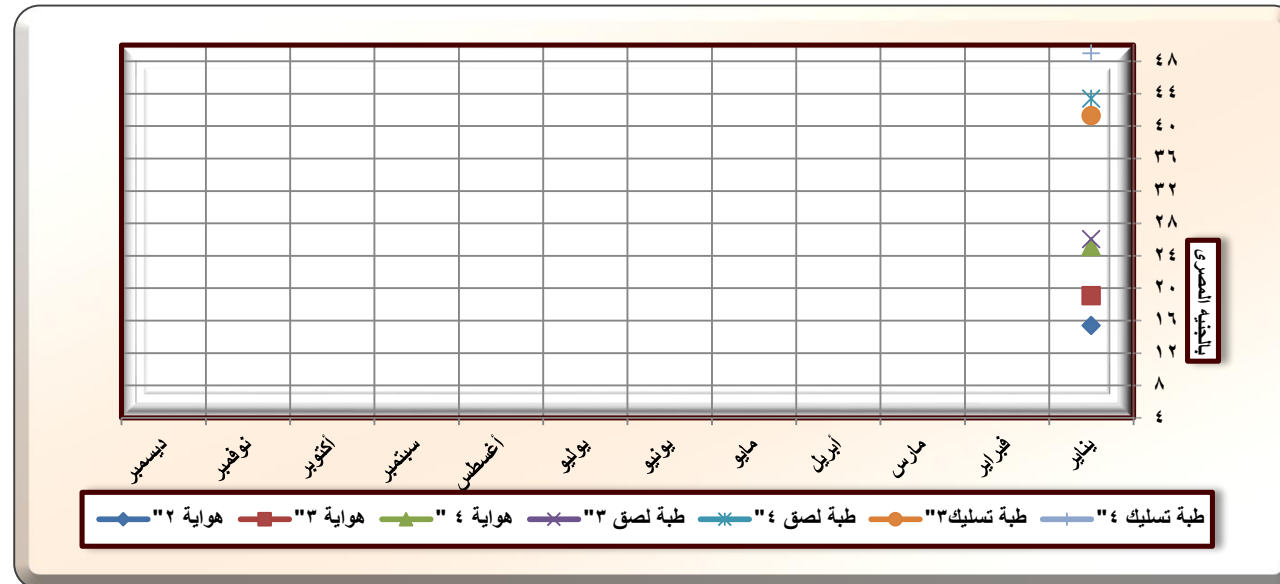 ٤٨
٤٤
٤٠
٣٦
٣٢
٢٨
٢٤
٢٠
١٦
١٢
٨
٤
بالجنيه المصرى
يناير
فبراير
مارس
أبريل
مايو
يونيو
يوليو
أغسطس
سبتمبر
أكتوبر
نوفمبر
ديسمبر
هواية ٢"
هواية ٣"
هواية ٤ "
طبة لصق ٣"
طبة لصق ٤"
طبة تسليك٣"
طبة تسليك ٤"